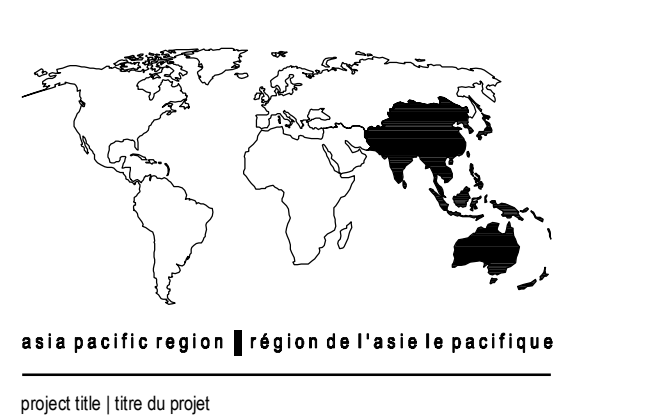 asia pacific region | région de l'asie le pacifique
project title | titre du projet